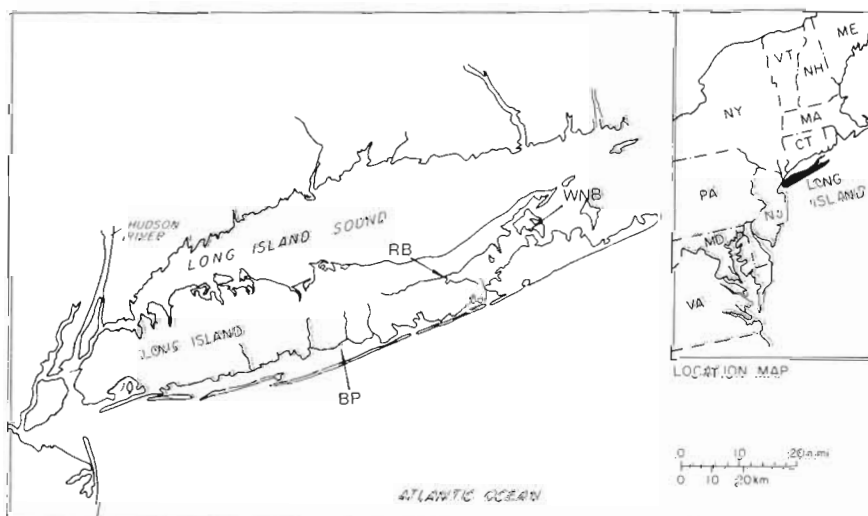 HUDSON
RIVER
LONG ISLAND SOUND
WNB
RB
LONG ISLAND
BP
ATLANTIC OCEAN
ME
VT
NH
NY
MA
CT
PA
LONG
ISLAND
NJ
MD
VA
LOCATION MAP
0 10 20 n.mi
0 10 20 km